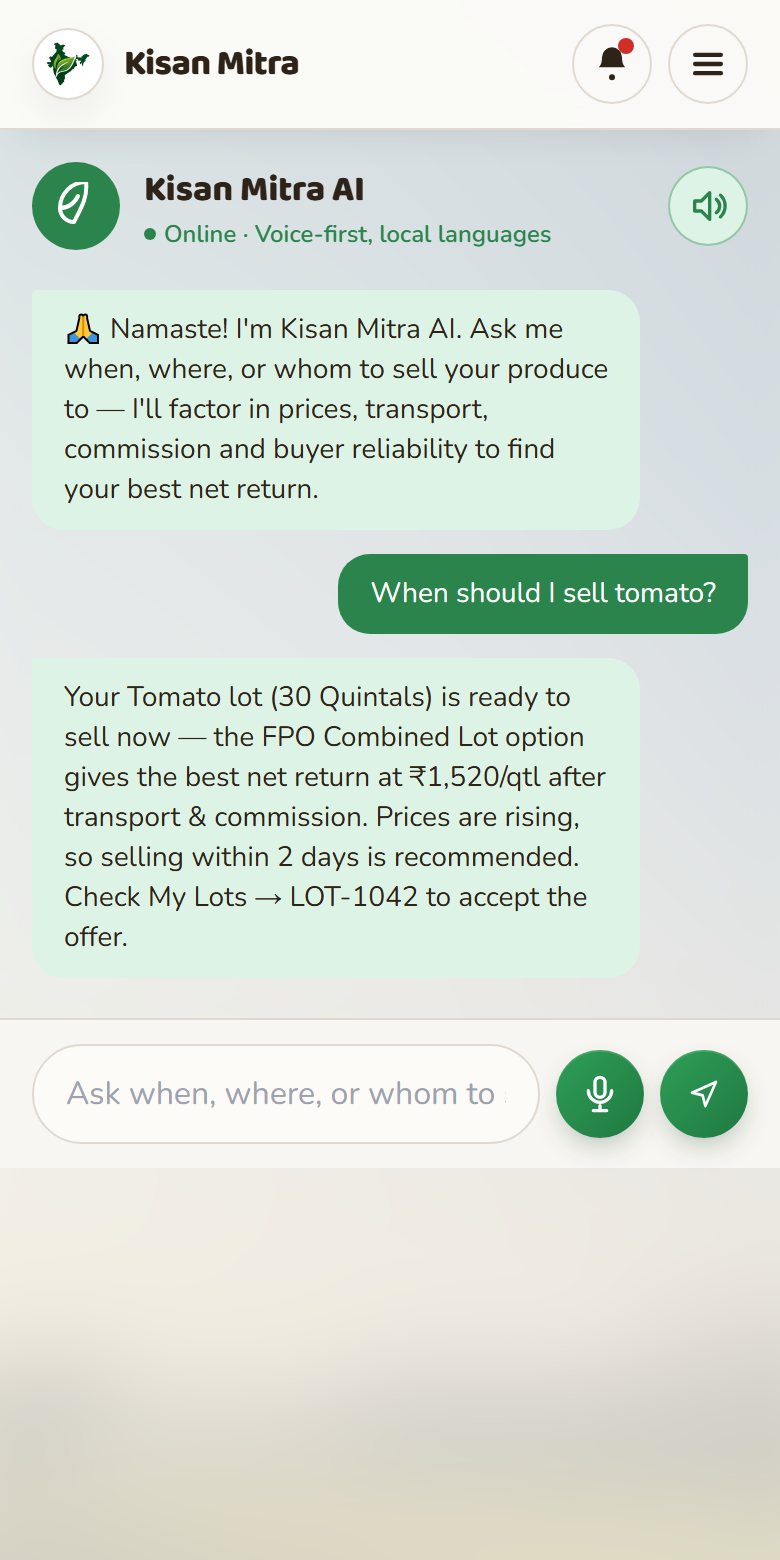 Kisan Mitra
Kisan Mitra AI
Online · Voice-first, local languages
🙏 Namaste! I'm Kisan Mitra AI. Ask me
when, where, or whom to sell your produce
to — I'll factor in prices, transport,
commission and buyer reliability to find
your best net return.
When should I sell tomato?
Your Tomato lot (30 Quintals) is ready to
sell now — the FPO Combined Lot option
gives the best net return at ₹1,520/qtl after
transport & commission. Prices are rising,
so selling within 2 days is recommended.
Check My Lots → LOT-1042 to accept the
offer.
Ask when, where, or whom to